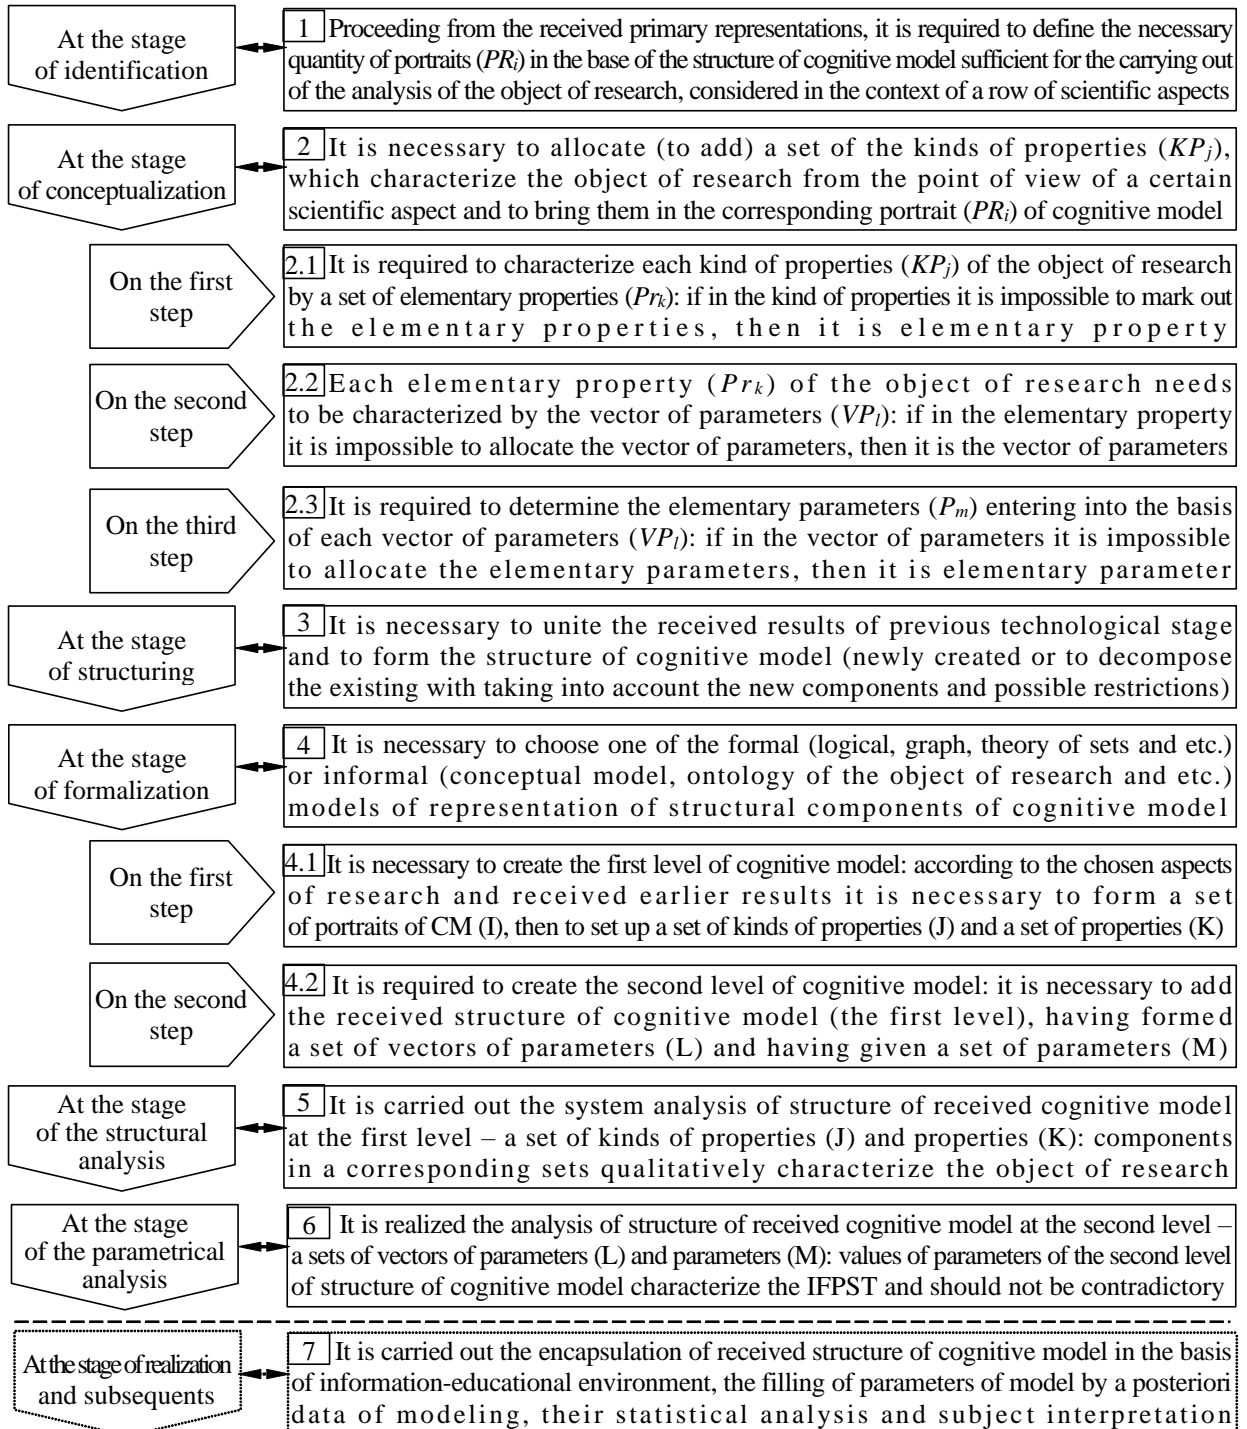 At the stage
of identification
1 Proceeding from the received primary representations, it is required to define the necessary
quantity of portraits (PRi) in the base of the structure of cognitive model sufficient for the carrying out
of the analysis of the object of research, considered in the context of a row of scientific aspects
At the stage
of conceptualization
2 It is necessary to allocate (to add) a set of the kinds of properties (KPj),
which characterize the object of research from the point of view of a certain
scientific aspect and to bring them in the corresponding portrait (PRi) of cognitive model
On the first
step
2.1 It is required to characterize each kind of properties (KPj) of the object of research
by a set of elementary properties (Prk): if in the kind of properties it is impossible to mark out
the elementary properties, then it is elementary property
On the second
step
2.2 Each elementary property (Prk) of the object of research needs
to be characterized by the vector of parameters (VPl): if in the elementary property
it is impossible to allocate the vector of parameters, then it is the vector of parameters
On the third
step
2.3 It is required to determine the elementary parameters (Pm) entering into the basis
of each vector of parameters (VPl): if in the vector of parameters it is impossible
to allocate the elementary parameters, then it is elementary parameter
At the stage
of structuring
3 It is necessary to unite the received results of previous technological stage
and to form the structure of cognitive model (newly created or to decompose
the existing with taking into account the new components and possible restrictions)
At the stage
of formalization
4 It is necessary to choose one of the formal (logical, graph, theory of sets and etc.)
or informal (conceptual model, ontology of the object of research and etc.)
models of representation of structural components of cognitive model
On the first
step
4.1 It is necessary to create the first level of cognitive model: according to the chosen aspects
of research and received earlier results it is necessary to form a set
of portraits of CM (I), then to set up a set of kinds of properties (J) and a set of properties (K)
On the second
step
4.2 It is required to create the second level of cognitive model: it is necessary to add
the received structure of cognitive model (the first level), having formed
a set of vectors of parameters (L) and having given a set of parameters (M)
At the stage
of the structural
analysis
5 It is carried out the system analysis of structure of received cognitive model
at the first level – a set of kinds of properties (J) and properties (K): components
in a corresponding sets qualitatively characterize the object of research
At the stage
of the parametrical
analysis
6 It is realized the analysis of structure of received cognitive model at the second level –
a sets of vectors of parameters (L) and parameters (M): values of parameters of the second level
of structure of cognitive model characterize the IFPST and should not be contradictory
At the stage of realization
and subsequents
7 It is carried out the encapsulation of received structure of cognitive model in the basis
of information-educational environment, the filling of parameters of model by a posteriori
data of modeling, their statistical analysis and subject interpretation